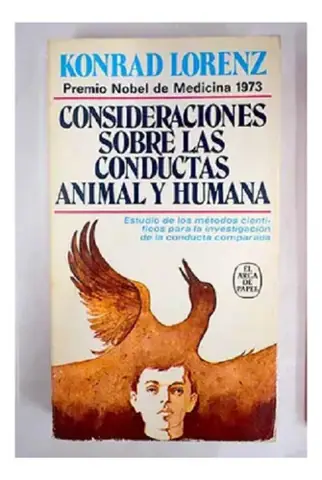 KONRAD LORENZ
Premio Nobel de Medicina 1973
CONSIDERACIONES
SOBRE LAS
CONDUCTAS
ANIMAL Y HUMANA
Estudio de los métodos cientí-
ficos para la investigación
de la conducta comparada
EL
ARCA
DE
PAPEL